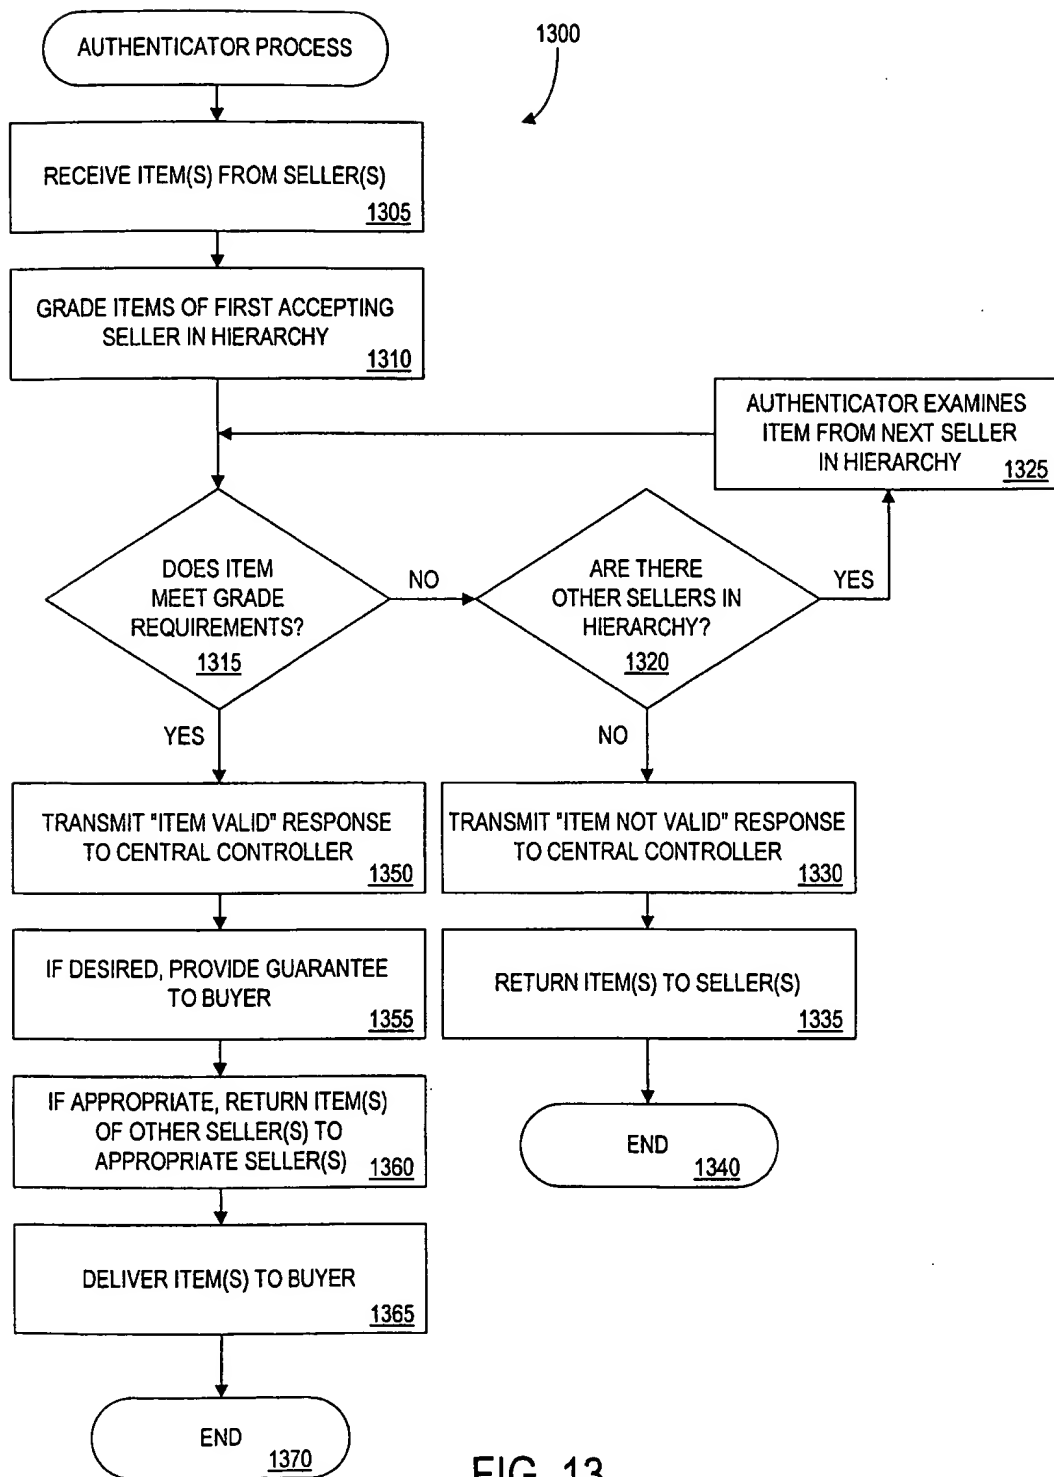 AUTHENTICATOR PROCESS
1300
RECEIVE ITEM(S) FROM SELLER(S)
1305
GRADE ITEMS OF FIRST ACCEPTING
SELLER IN HIERARCHY
1310
AUTHENTICATOR EXAMINES
ITEM FROM NEXT SELLER
IN HIERARCHY
1325
DOES ITEM
MEET GRADE
REQUIREMENTS?
1315
NO
ARE THERE
OTHER SELLERS IN
HIERARCHY?
1320
YES
YES
NO
TRANSMIT "ITEM VALID" RESPONSE
TO CENTRAL CONTROLLER
1350
TRANSMIT "ITEM NOT VALID" RESPONSE
TO CENTRAL CONTROLLER
1330
IF DESIRED, PROVIDE GUARANTEE
TO BUYER
1355
RETURN ITEM(S) TO SELLER(S)
1335
IF APPROPRIATE, RETURN ITEM(S)
OF OTHER SELLER(S) TO
APPROPRIATE SELLER(S)
1360
END
1340
DELIVER ITEM(S) TO BUYER
1365
END
1370
FIG. 13